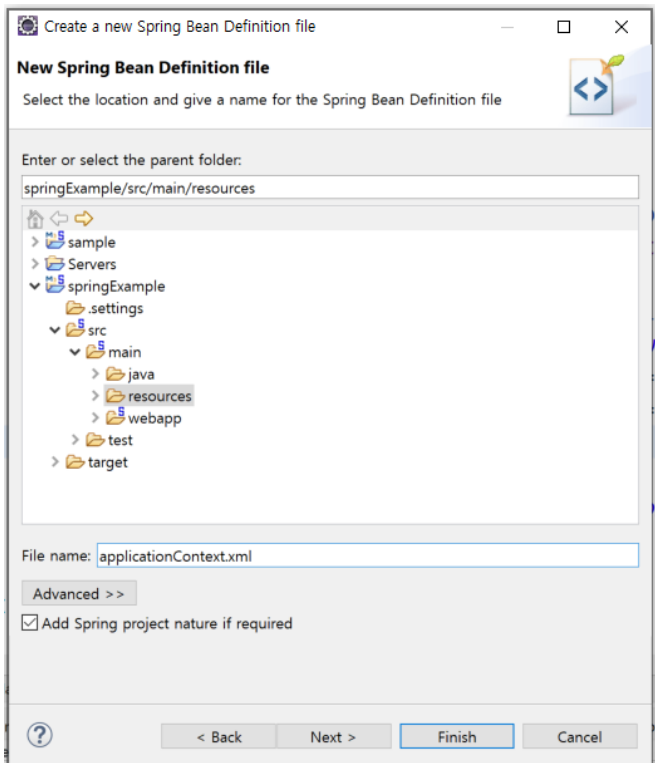 Create a new Spring Bean Definition file
New Spring Bean Definition file
Select the location and give a name for the Spring Bean Definition file
Enter or select the parent folder:
springExample/src/main/resources
sample
Servers
springExample
.settings
src
main
java
resources
webapp
test
target
File name: applicationContext.xml
Advanced >>
Add Spring project nature if required
< Back Next > Finish Cancel